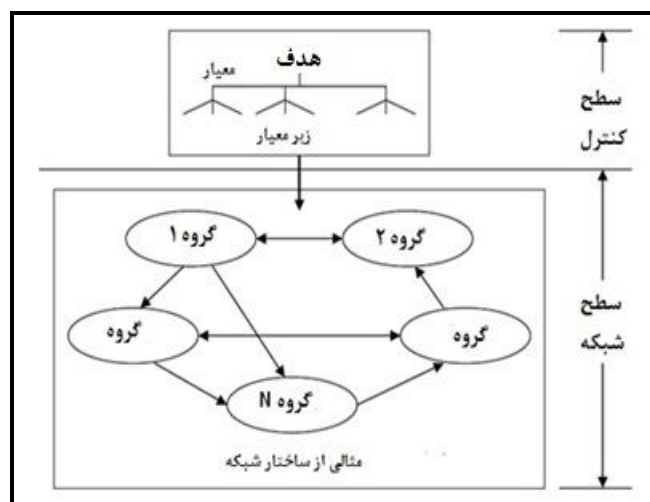 هدف
معیار
زیر معیار
سطح
کنترل
گروه ۱
گروه ۲
گروه
گروه
گروه N
مثالی از ساختار شبکه
سطح
شبکه